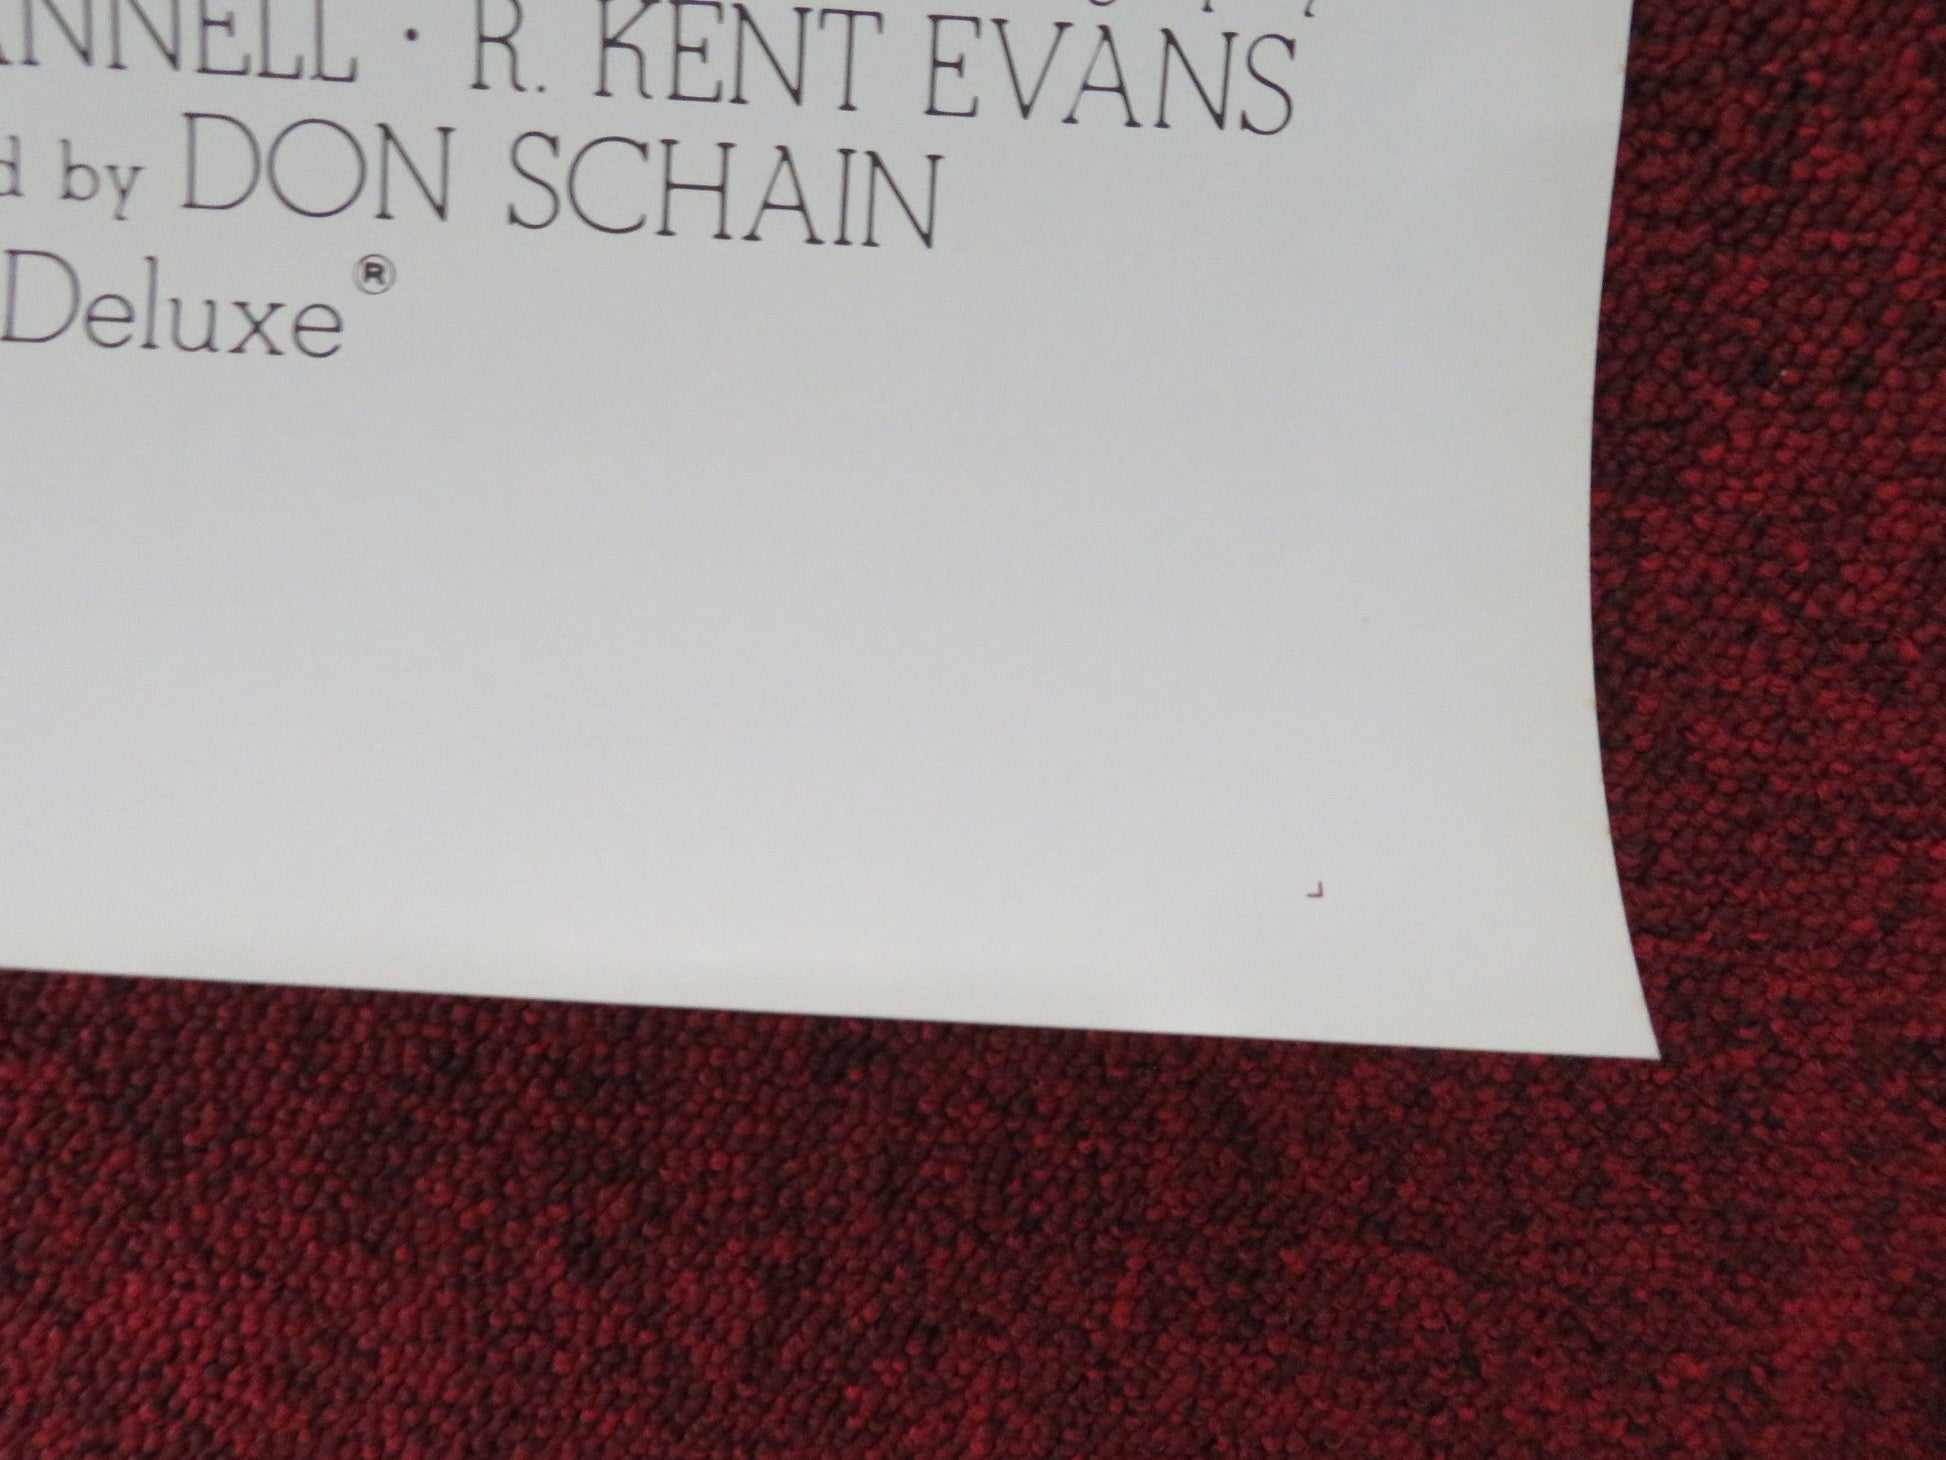 ANNELL · R. KENT EVANS
d by DON SCHAIN
Deluxe®